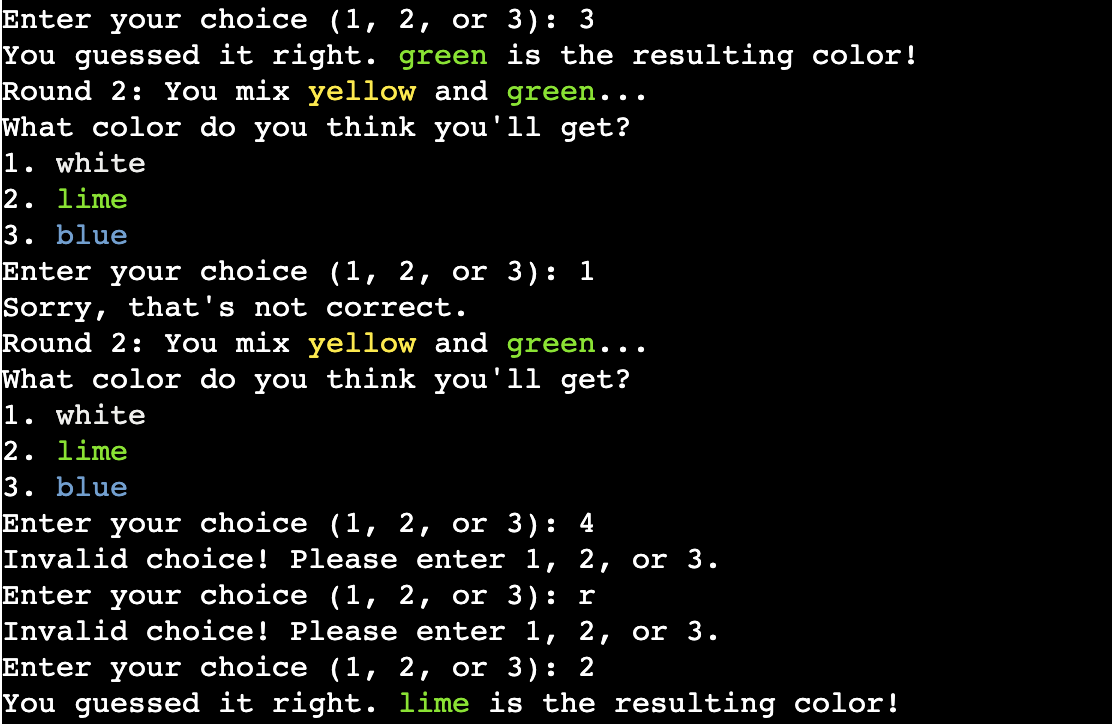 Enter your choice (1, 2, or 3): 3
You guessed it right. green is the resulting color!
Round 2: You mix yellow and green...
What color do you think you'll get?
1. white
2. lime
3. blue
Enter your choice (1, 2, or 3): 1
Sorry, that's not correct.
Round 2: You mix yellow and green...
What color do you think you'll get?
1. white
2. lime
3. blue
Enter your choice (1, 2, or 3): 4
Invalid choice! Please enter 1, 2, or 3.
Enter your choice (1, 2, or 3): r
Invalid choice! Please enter 1, 2, or 3.
Enter your choice (1, 2, or 3): 2
You guessed it right. lime is the resulting color!